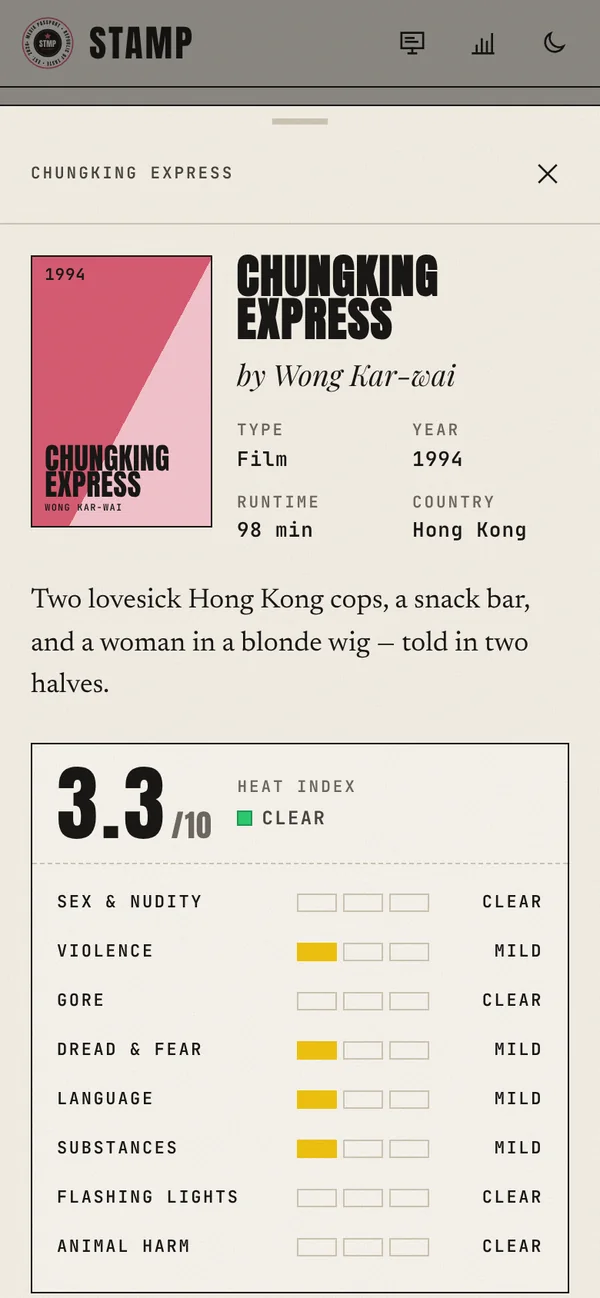 STMP
STAMP
CHUNGKING EXPRESS
1994
CHUNGKING
EXPRESS
WONG KAR-WAI
CHUNGKING
EXPRESS
by Wong Kar-wai
TYPE
YEAR
Film
1994
RUNTIME
COUNTRY
98 min
Hong Kong
Two lovesick Hong Kong cops, a snack bar,
and a woman in a blonde wig — told in two
halves.
3.3 /10
HEAT INDEX
CLEAR
SEX & NUDITY CLEAR
VIOLENCE MILD
GORE CLEAR
DREAD & FEAR MILD
LANGUAGE MILD
SUBSTANCES MILD
FLASHING LIGHTS CLEAR
ANIMAL HARM CLEAR